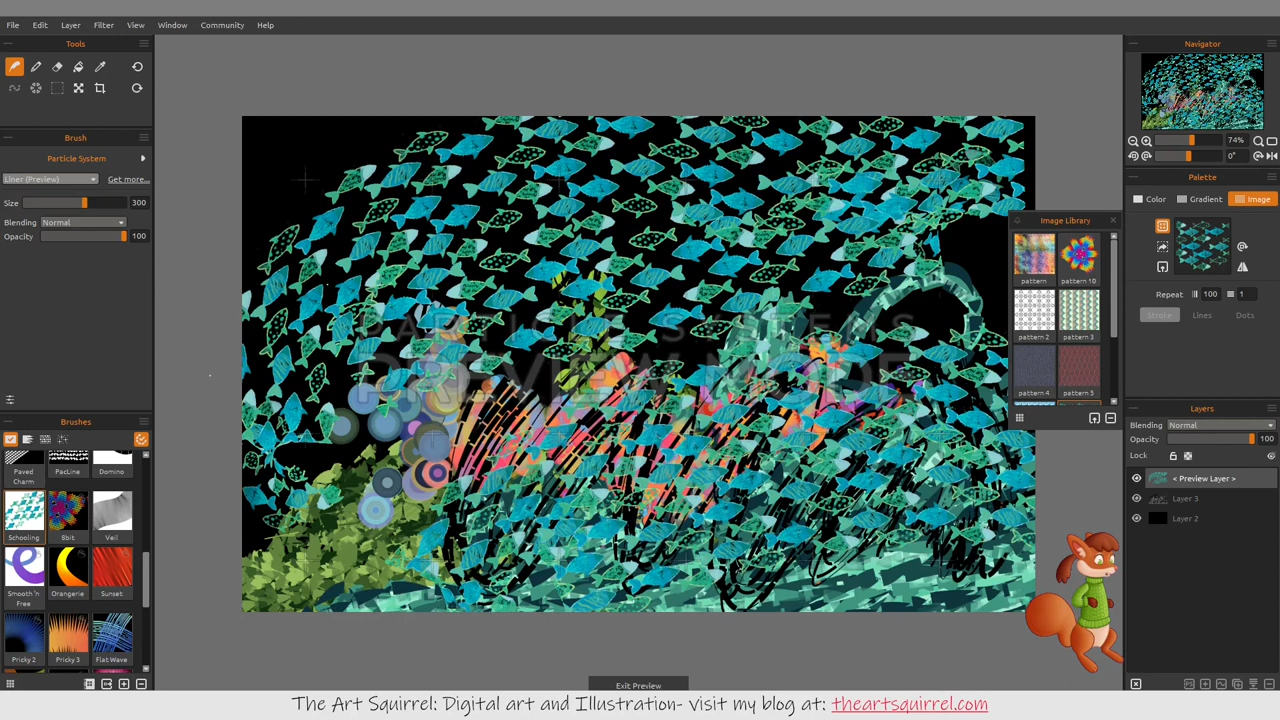 File Edit Layer Filter View Window Community Help
Tools
Brush
Particle System
Liner (Preview) Get more...
Size 300
Blending Normal
Opacity 100
Brushes
Paved Charm PacLine Domino
Schooling 8bit Veil
Smooth 'n Free Orangerie Sunset
Pricky 2 Pricky 3 Flat Wave
PARTICLE SYSTEMS
PREVIEW MODE
Exit Preview
Image Library
pattern pattern 10
pattern 2 pattern 3
pattern 4 pattern 5
Navigator
74%
0°
Palette
Color Gradient Image
Repeat 100 1
Stroke Lines Dots
Layers
Blending Normal
Opacity 100
Lock
< Preview Layer >
Layer 3
Layer 2
The Art Squirrel: Digital art and Illustration- visit my blog at: theartsquirrel.com